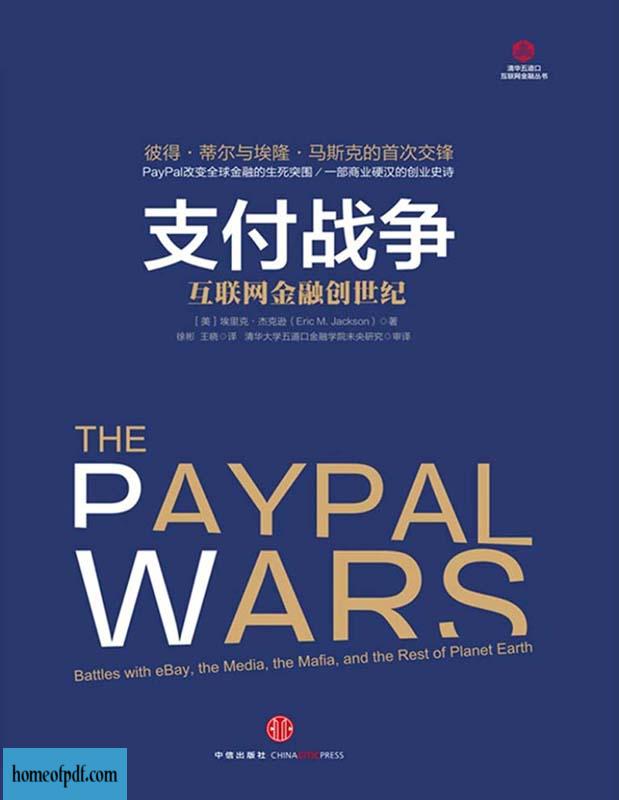 清华五道口
互联网金融丛书
彼得·蒂尔与埃隆·马斯克的首次交锋
PayPal改变全球金融的生死突围/一部商业硬汉的创业史诗
支付战争
互联网金融创世纪
[美]埃里克·杰克逊(Eric M. Jackson)◎著
徐彬 王晓◎译 清华大学五道口金融学院未央研究◎审译
THE
PAYPAL
WARS
Battles with eBay, the Media, the Mafia, and the Rest of Planet Earth
中信出版社·CHINACITICPRESS
homeofpdf.com